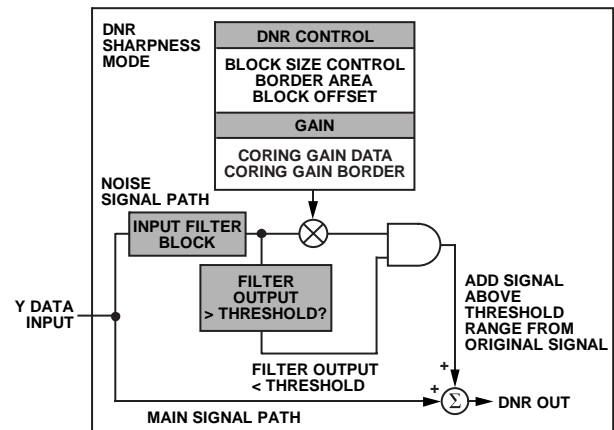 DNR
SHARPNESS
MODE
DNR CONTROL
BLOCK SIZE CONTROL
BORDER AREA
BLOCK OFFSET
GAIN
CORING GAIN DATA
CORING GAIN BORDER
NOISE
SIGNAL PATH
INPUT FILTER
BLOCK
FILTER
OUTPUT
> THRESHOLD?
Y DATA
INPUT
FILTER OUTPUT
< THRESHOLD
ADD SIGNAL
ABOVE
THRESHOLD
RANGE FROM
ORIGINAL SIGNAL
+
+
Σ
DNR OUT
MAIN SIGNAL PATH